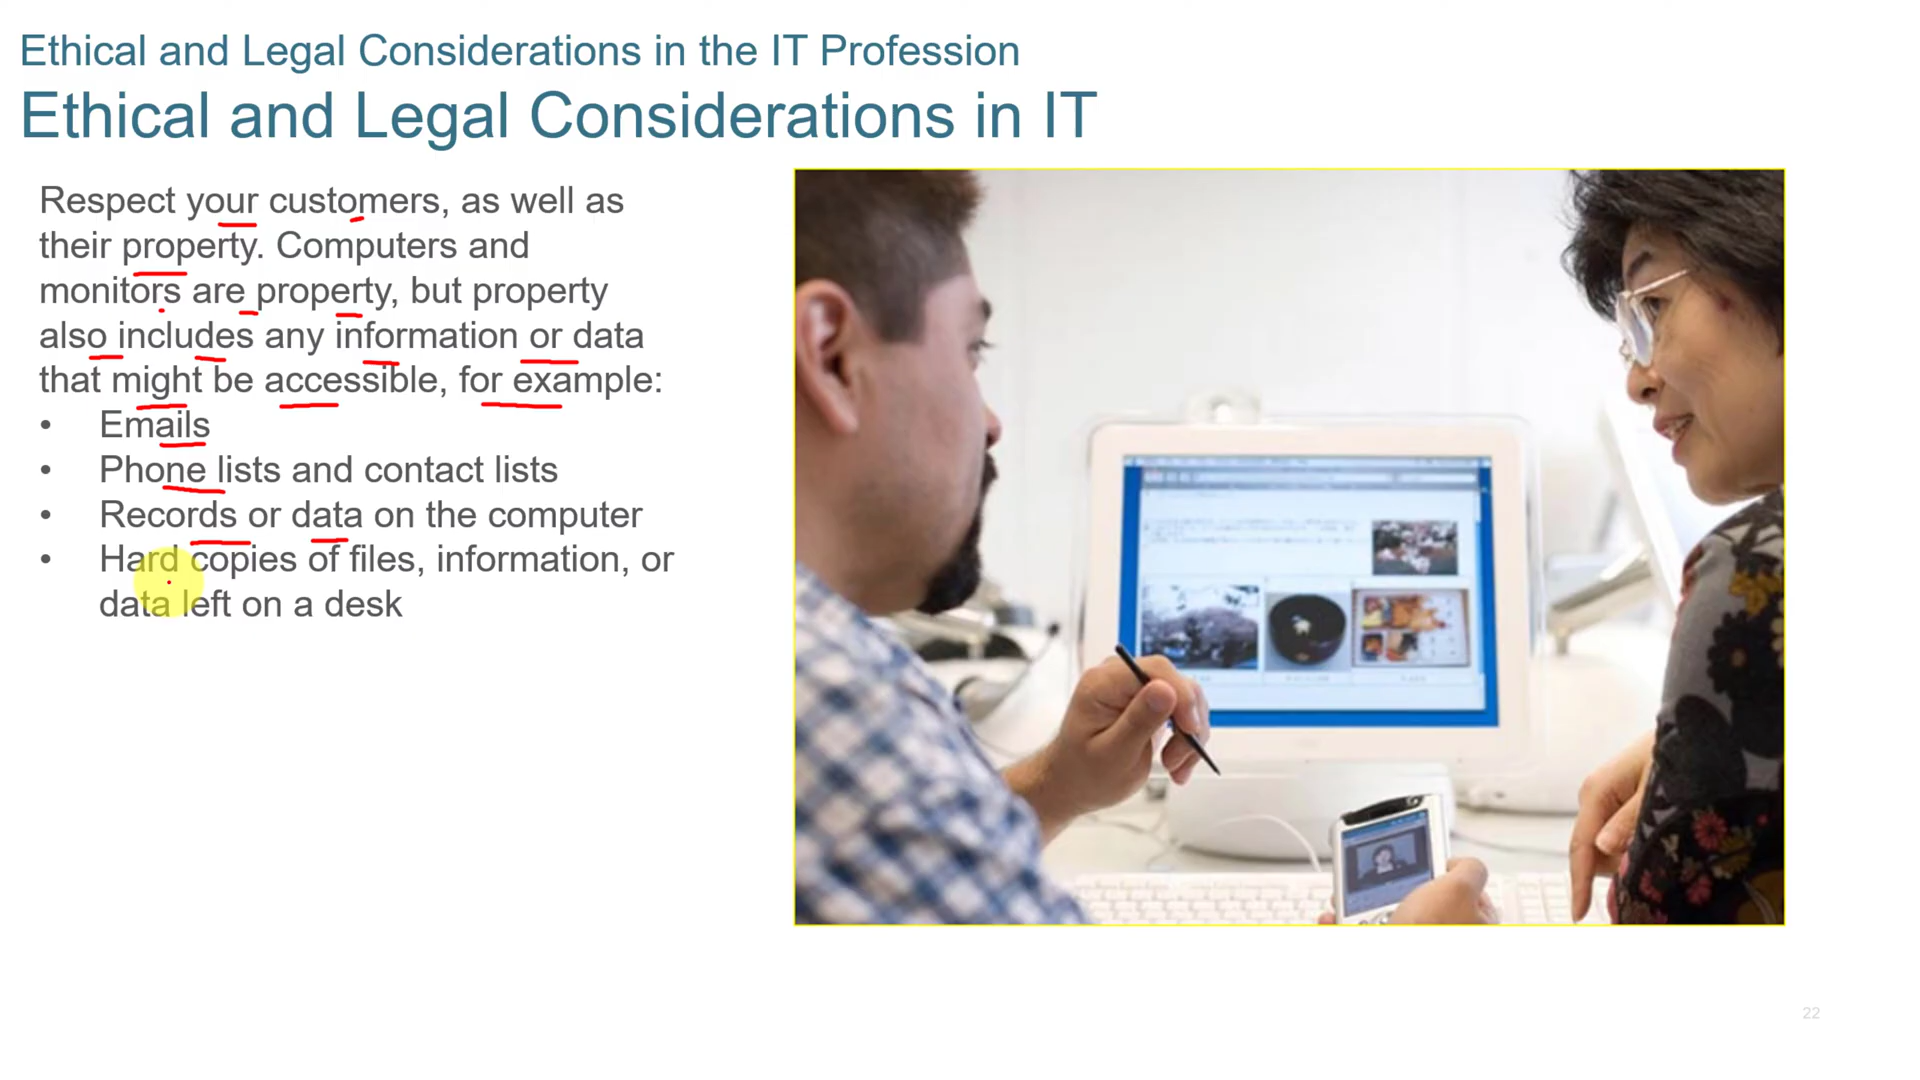 Ethical and Legal Considerations in the IT Profession
Ethical and Legal Considerations in IT
Respect your customers, as well as
their property. Computers and
monitors are property, but property
also includes any information or data
that might be accessible, for example:
• Emails
• Phone lists and contact lists
• Records or data on the computer
• Hard copies of files, information, or
data left on a desk
22